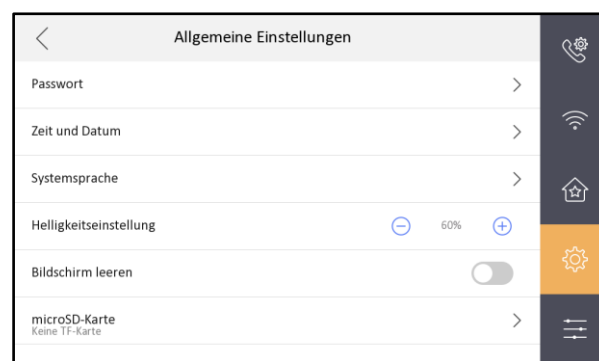 Allgemeine Einstellungen
Passwort
Zeit und Datum
Systemsprache
Helligkeitseinstellung 60%
Bildschirm leeren
microSD-Karte
Keine TF-Karte